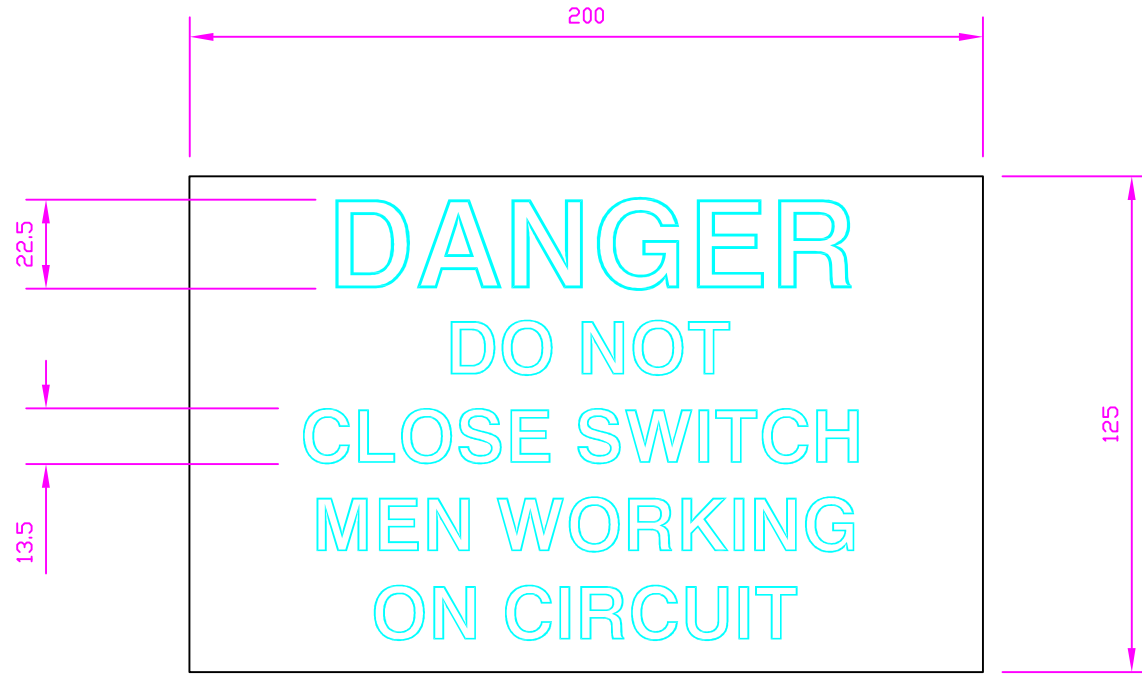 200
22.5
DANGER
DO NOT
CLOSE SWITCH
125
13.5
MEN WORKING
ON CIRCUIT